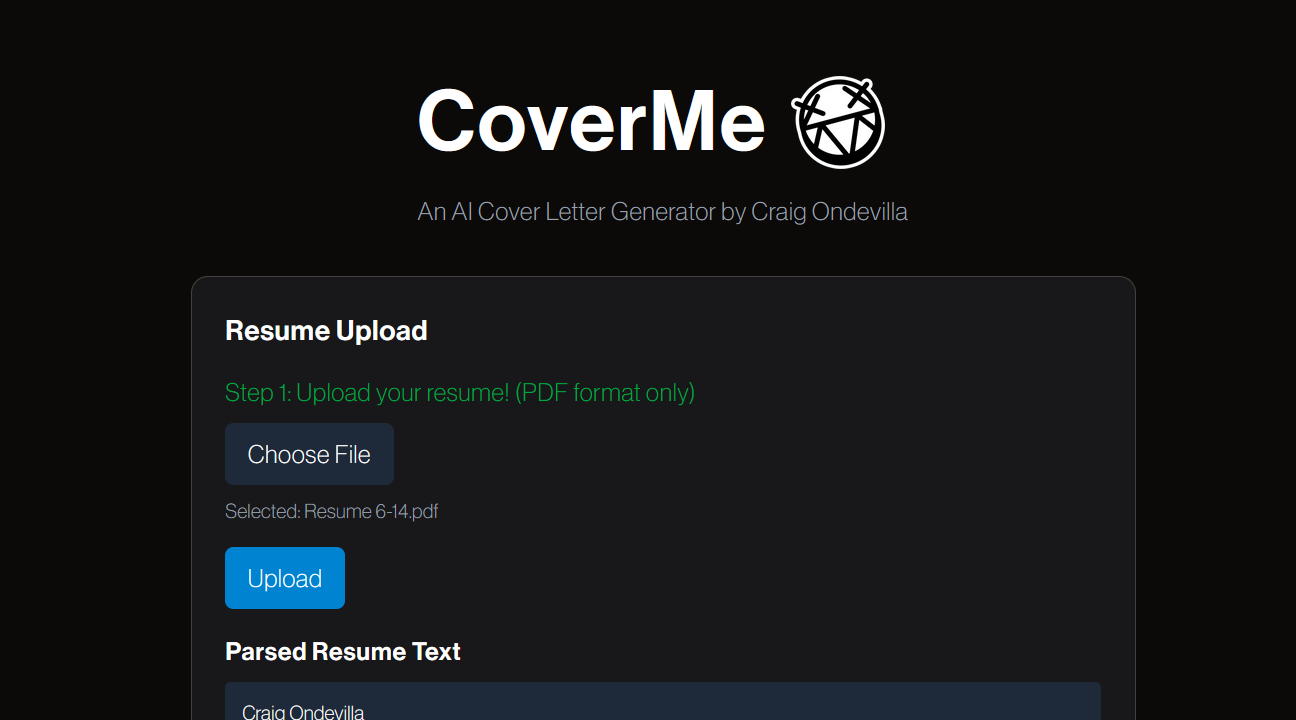 CoverMe
An AI Cover Letter Generator by Craig Ondevilla
Resume Upload
Step 1: Upload your resume! (PDF format only)
Choose File
Selected: Resume 6-14.pdf
Upload
Parsed Resume Text
Craig Ondevilla